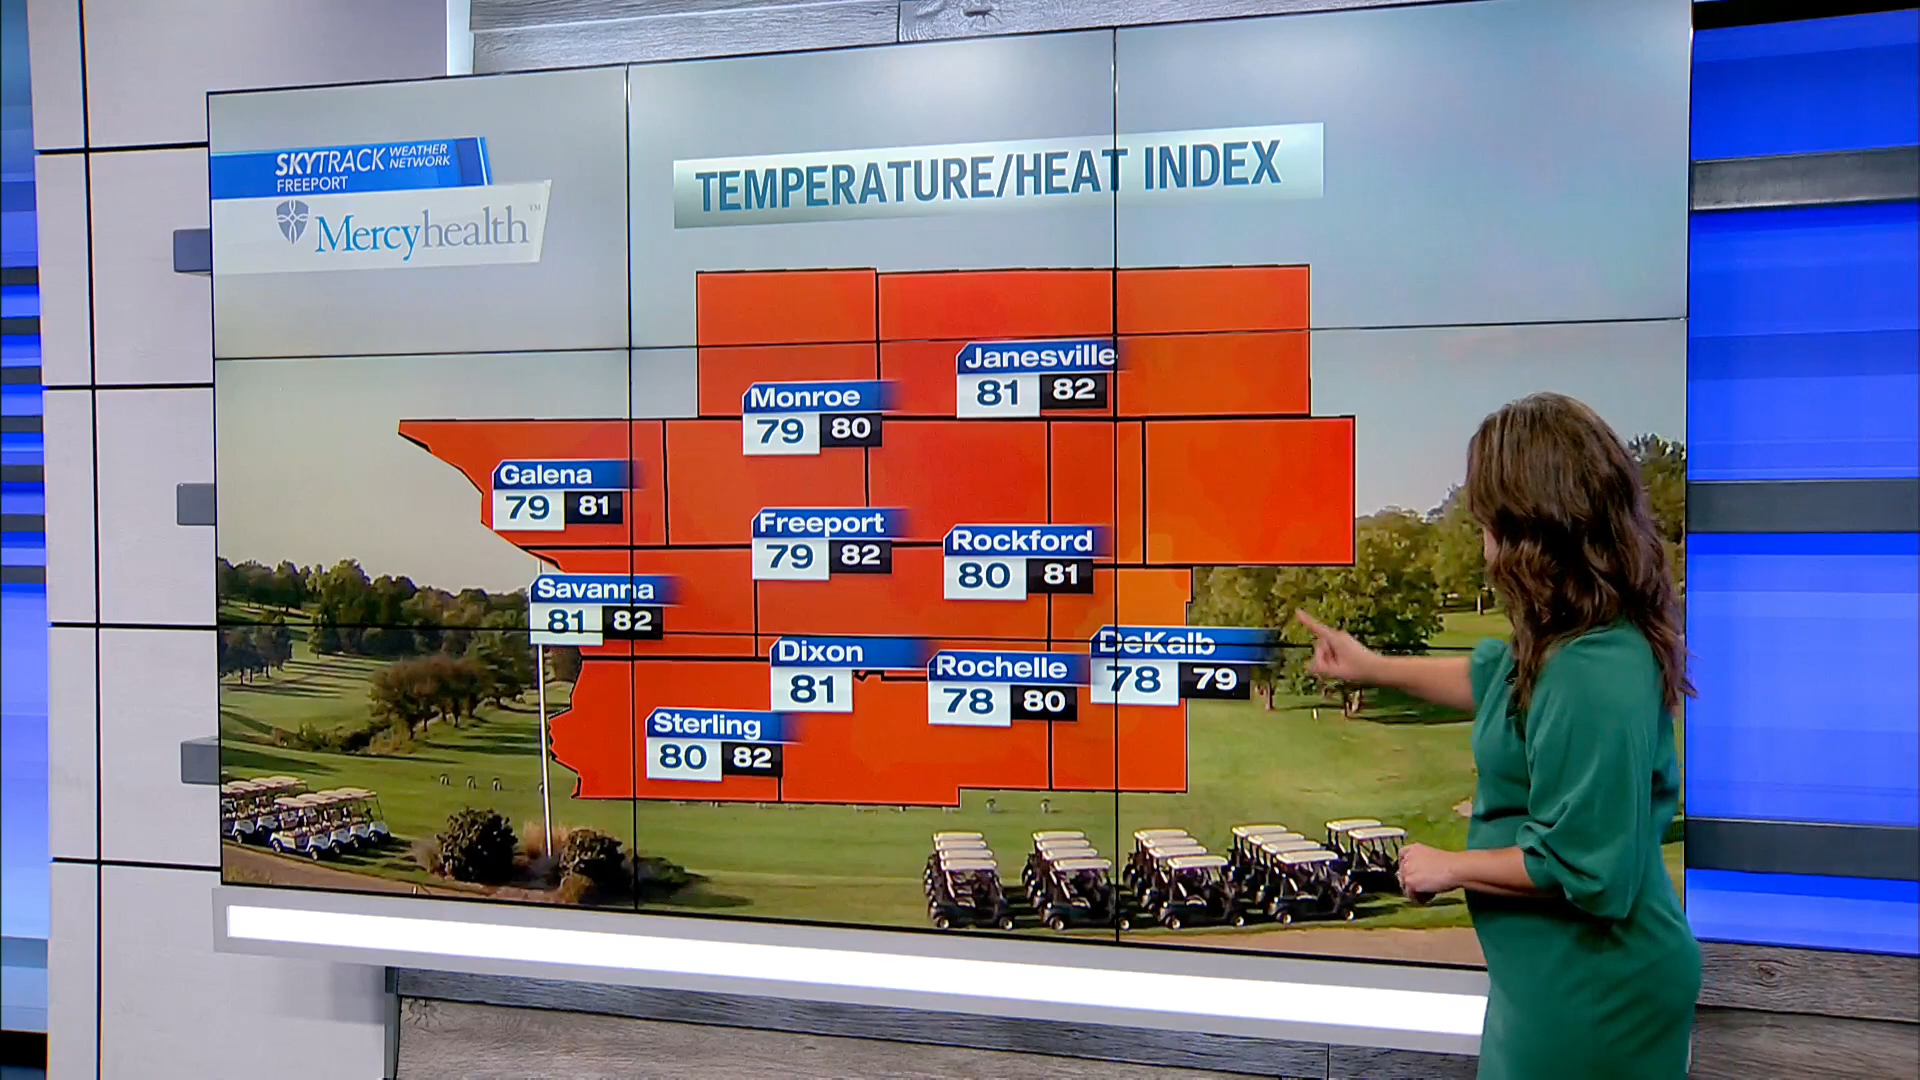 SKYTRACK WEATHER NETWORK
FREEPORT
Mercyhealth™
TEMPERATURE/HEAT INDEX
Janesville
81 82
Monroe
79 80
Galena
79 81
Freeport
79 82
Rockford
80 81
Savanna
81 82
Dixon
81
Rochelle
78 80
DeKalb
78 79
Sterling
80 82